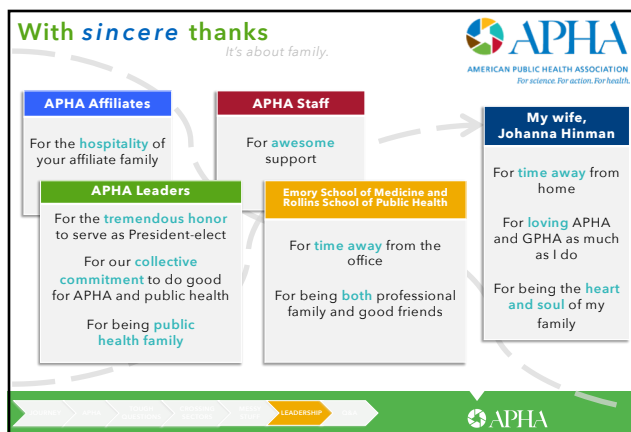 With sincere thanks
It's about family.
APHA
AMERICAN PUBLIC HEALTH ASSOCIATION
For science. For action. For health.
APHA Affiliates
For the hospitality of
your affiliate family
APHA Staff
For awesome
support
My wife,
Johanna Hinman
For time away from
home
For loving APHA
and GPHA as much
as I do
For being the heart
and soul of my
family
APHA Leaders
For the tremendous honor
to serve as President-elect
For our collective
commitment to do good
for APHA and public health
For being public
health family
Emory School of Medicine and
Rollins School of Public Health
For time away from the
office
For being both professional
family and good friends
APHA
LEADERSHIP
APHA